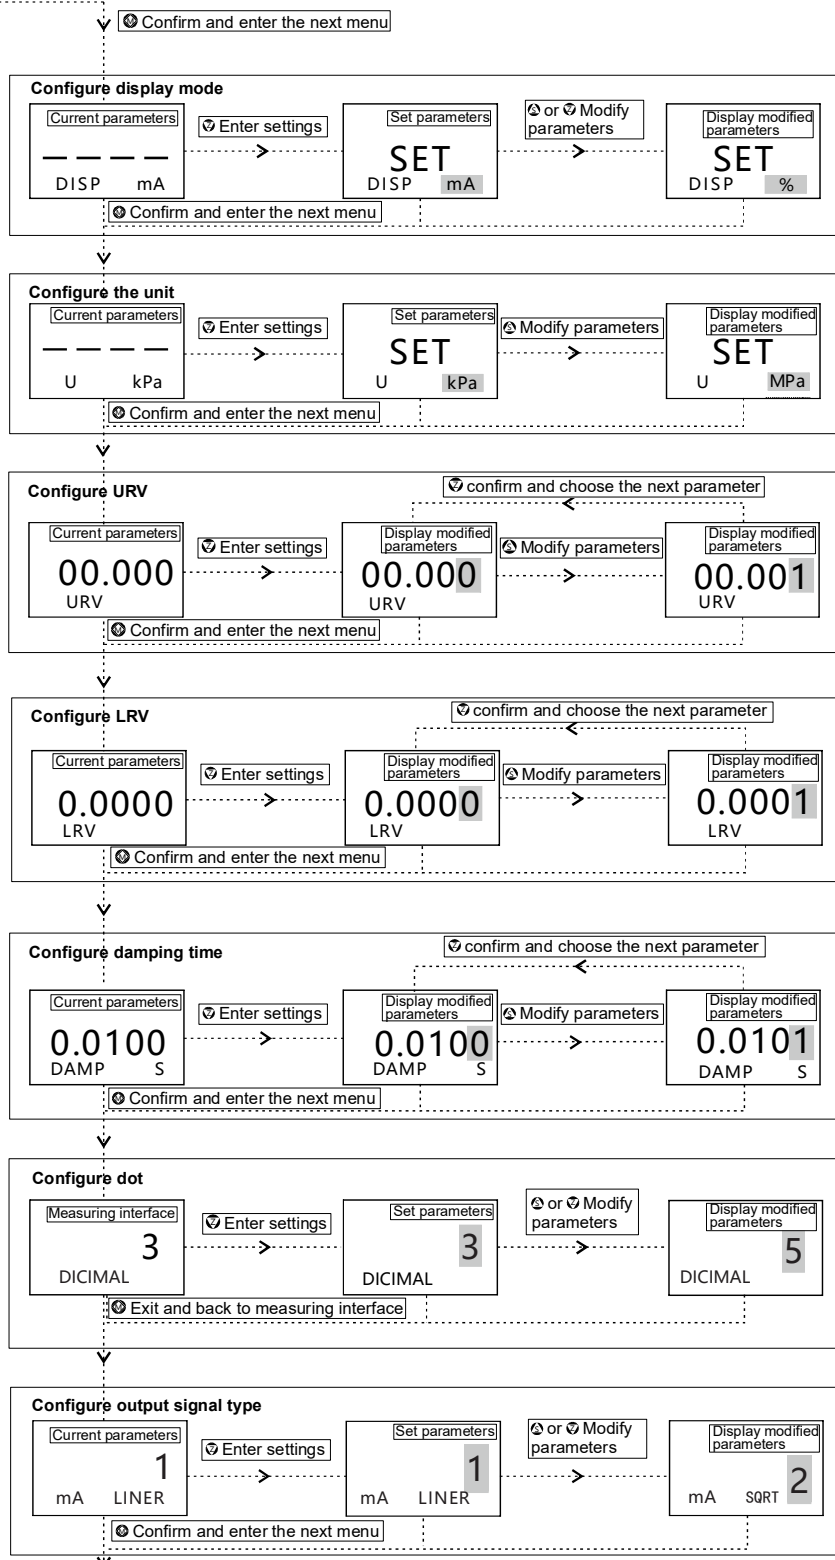 Ⓜ Confirm and enter the next menu
Configure display mode
Current parameters
— — — —
DISP mA
Ⓩ Enter settings
Set parameters
SET
DISP mA
Ⓢ or Ⓩ Modify
parameters
Display modified
parameters
SET
DISP %
Ⓜ Confirm and enter the next menu
Configure the unit
Current parameters
— — — —
U kPa
Ⓩ Enter settings
Set parameters
SET
U kPa
Ⓢ Modify parameters
Display modified
parameters
SET
U MPa
Ⓜ Confirm and enter the next menu
Configure URV
Ⓩ confirm and choose the next parameter
Current parameters
00.000
URV
Ⓩ Enter settings
Display modified
parameters
00.000
URV
Ⓢ Modify parameters
Display modified
parameters
00.001
URV
Ⓜ Confirm and enter the next menu
Configure LRV
Ⓩ confirm and choose the next parameter
Current parameters
0.0000
LRV
Ⓩ Enter settings
Display modified
parameters
0.0000
LRV
Ⓢ Modify parameters
Display modified
parameters
0.0001
LRV
Ⓜ Confirm and enter the next menu
Configure damping time
Ⓩ confirm and choose the next parameter
Current parameters
0.0100
DAMP S
Ⓩ Enter settings
Display modified
parameters
0.0100
DAMP S
Ⓢ Modify parameters
Display modified
parameters
0.0101
DAMP S
Ⓜ Confirm and enter the next menu
Configure dot
Measuring interface
3
DICIMAL
Ⓩ Enter settings
Set parameters
3
DICIMAL
Ⓢ or Ⓩ Modify
parameters
Display modified
parameters
5
DICIMAL
Ⓜ Exit and back to measuring interface
Configure output signal type
Current parameters
1
mA LINER
Ⓩ Enter settings
Set parameters
1
mA LINER
Ⓢ or Ⓩ Modify
parameters
Display modified
parameters
2
mA SQRT
Ⓜ Confirm and enter the next menu